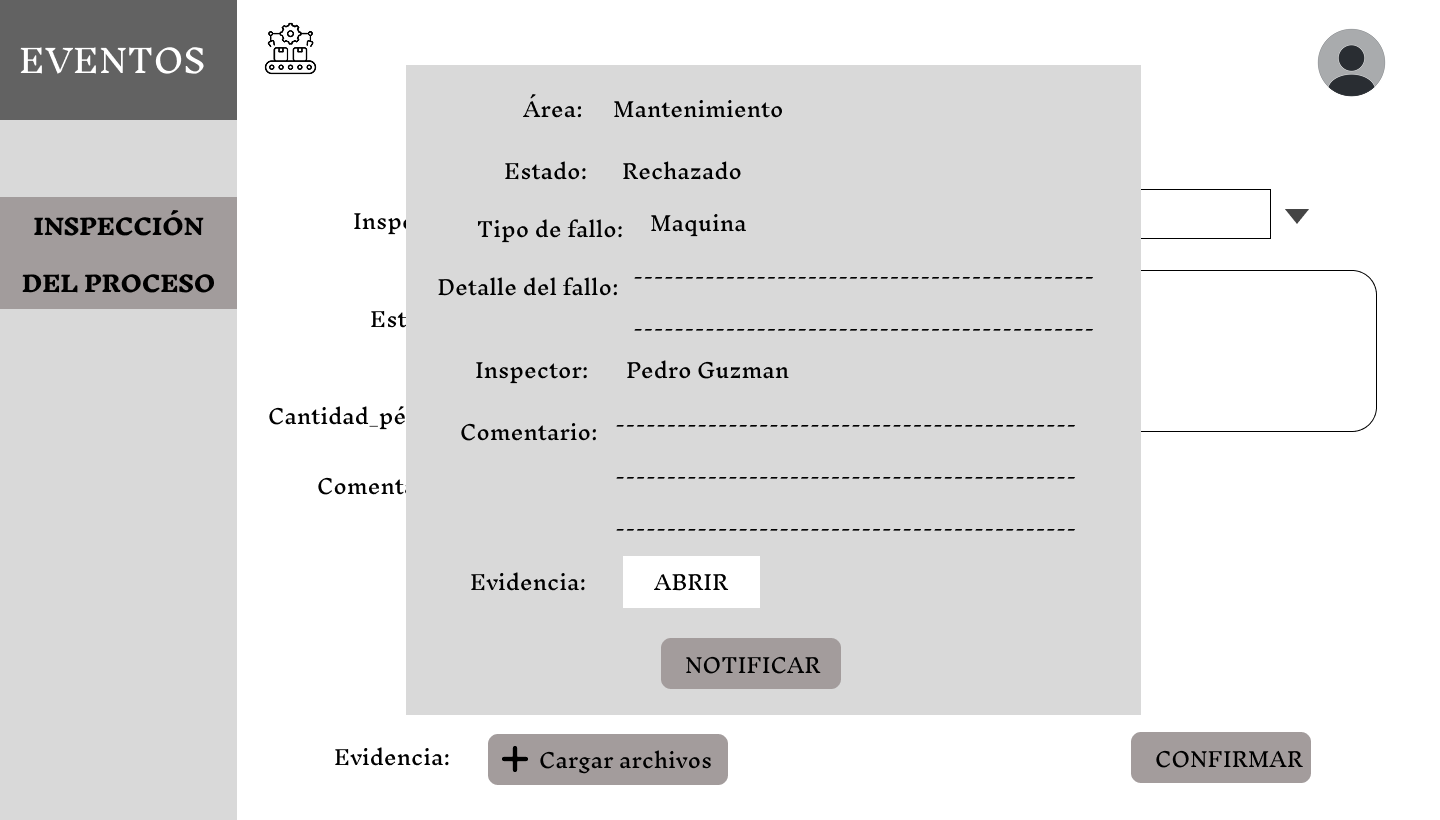 EVENTOS
INSPECCIÓN
DEL PROCESO
Área: Mantenimiento
Estado: Rechazado
Tipo de fallo: Maquina
Detalle del fallo: ---------------------------------------------
---------------------------------------------
Inspector: Pedro Guzman
Comentario: ---------------------------------------------
---------------------------------------------
---------------------------------------------
Evidencia: ABRIR
NOTIFICAR
Inspe
Est
Cantidad_pé
Coment
Evidencia: + Cargar archivos
CONFIRMAR